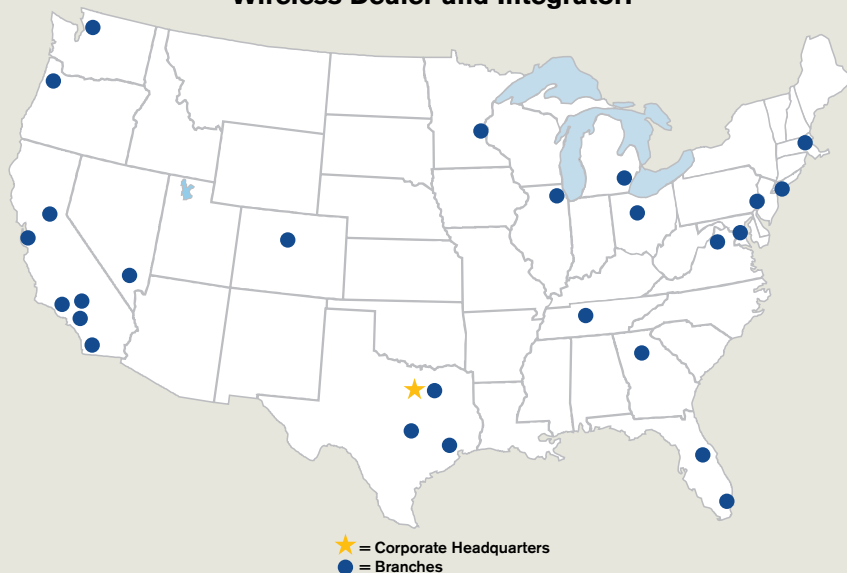 Wireless Dealer and Integrator.
= Corporate Headquarters
= Branches